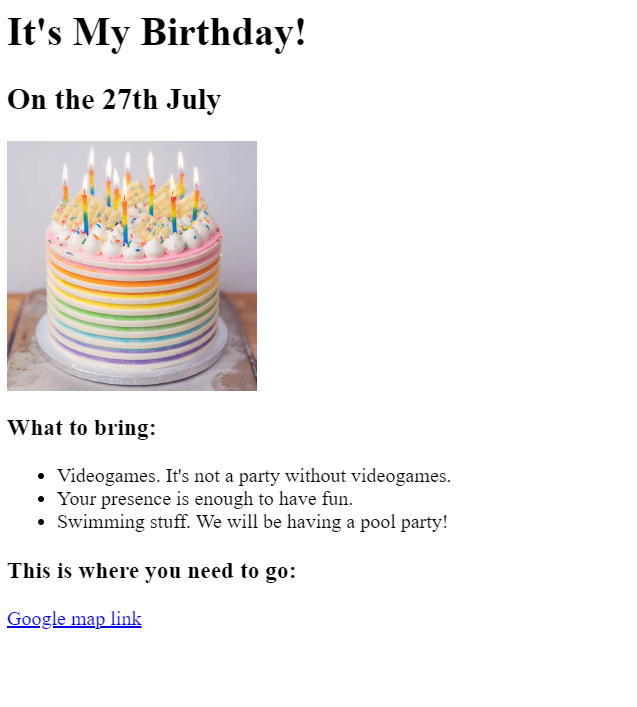 It's My Birthday!
On the 27th July
What to bring:
Videogames. It's not a party without videogames.
Your presence is enough to have fun.
Swimming stuff. We will be having a pool party!
This is where you need to go:
Google map link